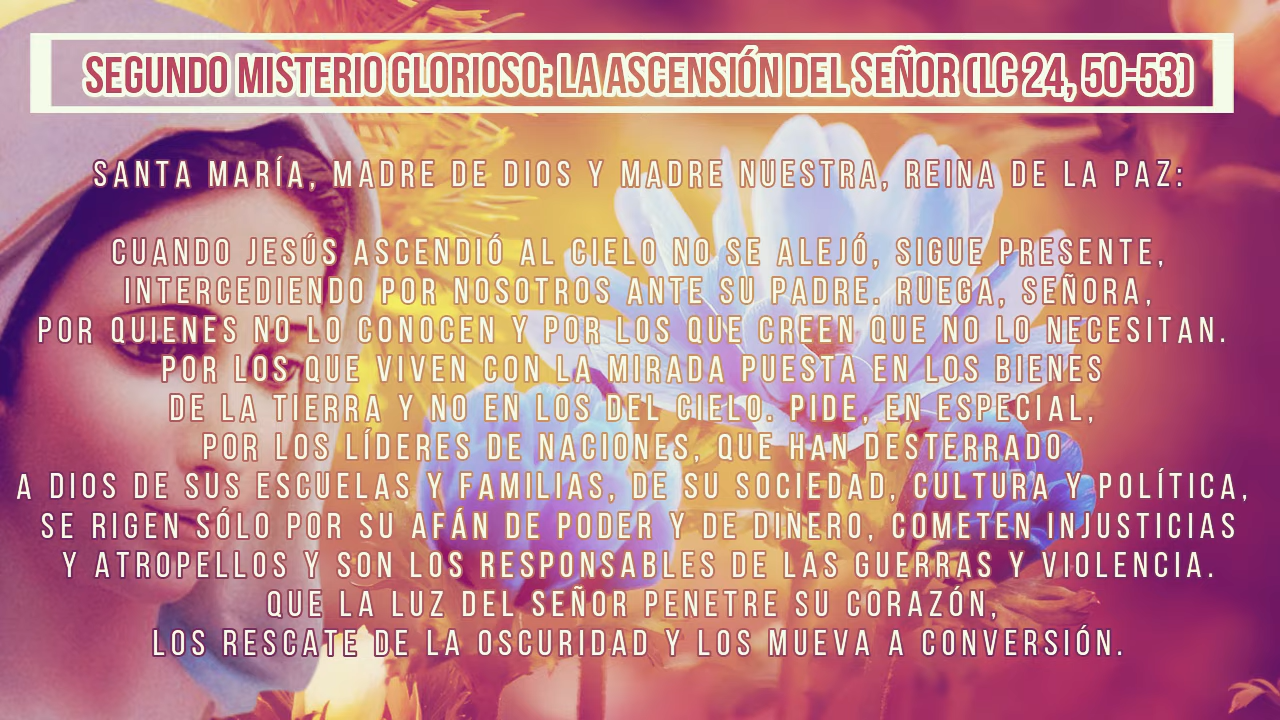 SEGUNDO MISTERIO GLORIOSO: LA ASCENSIÓN DEL SEÑOR (LC 24, 50-53)
SANTA MARÍA, MADRE DE DIOS Y MADRE NUESTRA, REINA DE LA PAZ:
CUANDO JESÚS ASCENDIÓ AL CIELO NO SE ALEJÓ, SIGUE PRESENTE,
INTERCEDIENDO POR NOSOTROS ANTE SU PADRE. RUEGA, SEÑORA,
POR QUIENES NO LO CONOCEN Y POR LOS QUE CREEN QUE NO LO NECESITAN.
POR LOS QUE VIVEN CON LA MIRADA PUESTA EN LOS BIENES
DE LA TIERRA Y NO EN LOS DEL CIELO. PIDE, EN ESPECIAL,
POR LOS LÍDERES DE NACIONES, QUE HAN DESTERRADO
A DIOS DE SUS ESCUELAS Y FAMILIAS, DE SU SOCIEDAD, CULTURA Y POLÍTICA,
SE RIGEN SÓLO POR SU AFÁN DE PODER Y DE DINERO, COMETEN INJUSTICIAS
Y ATROPELLOS Y SON LOS RESPONSABLES DE LAS GUERRAS Y VIOLENCIA.
QUE LA LUZ DEL SEÑOR PENETRE SU CORAZÓN,
LOS RESCATE DE LA OSCURIDAD Y LOS MUEVA A CONVERSIÓN.